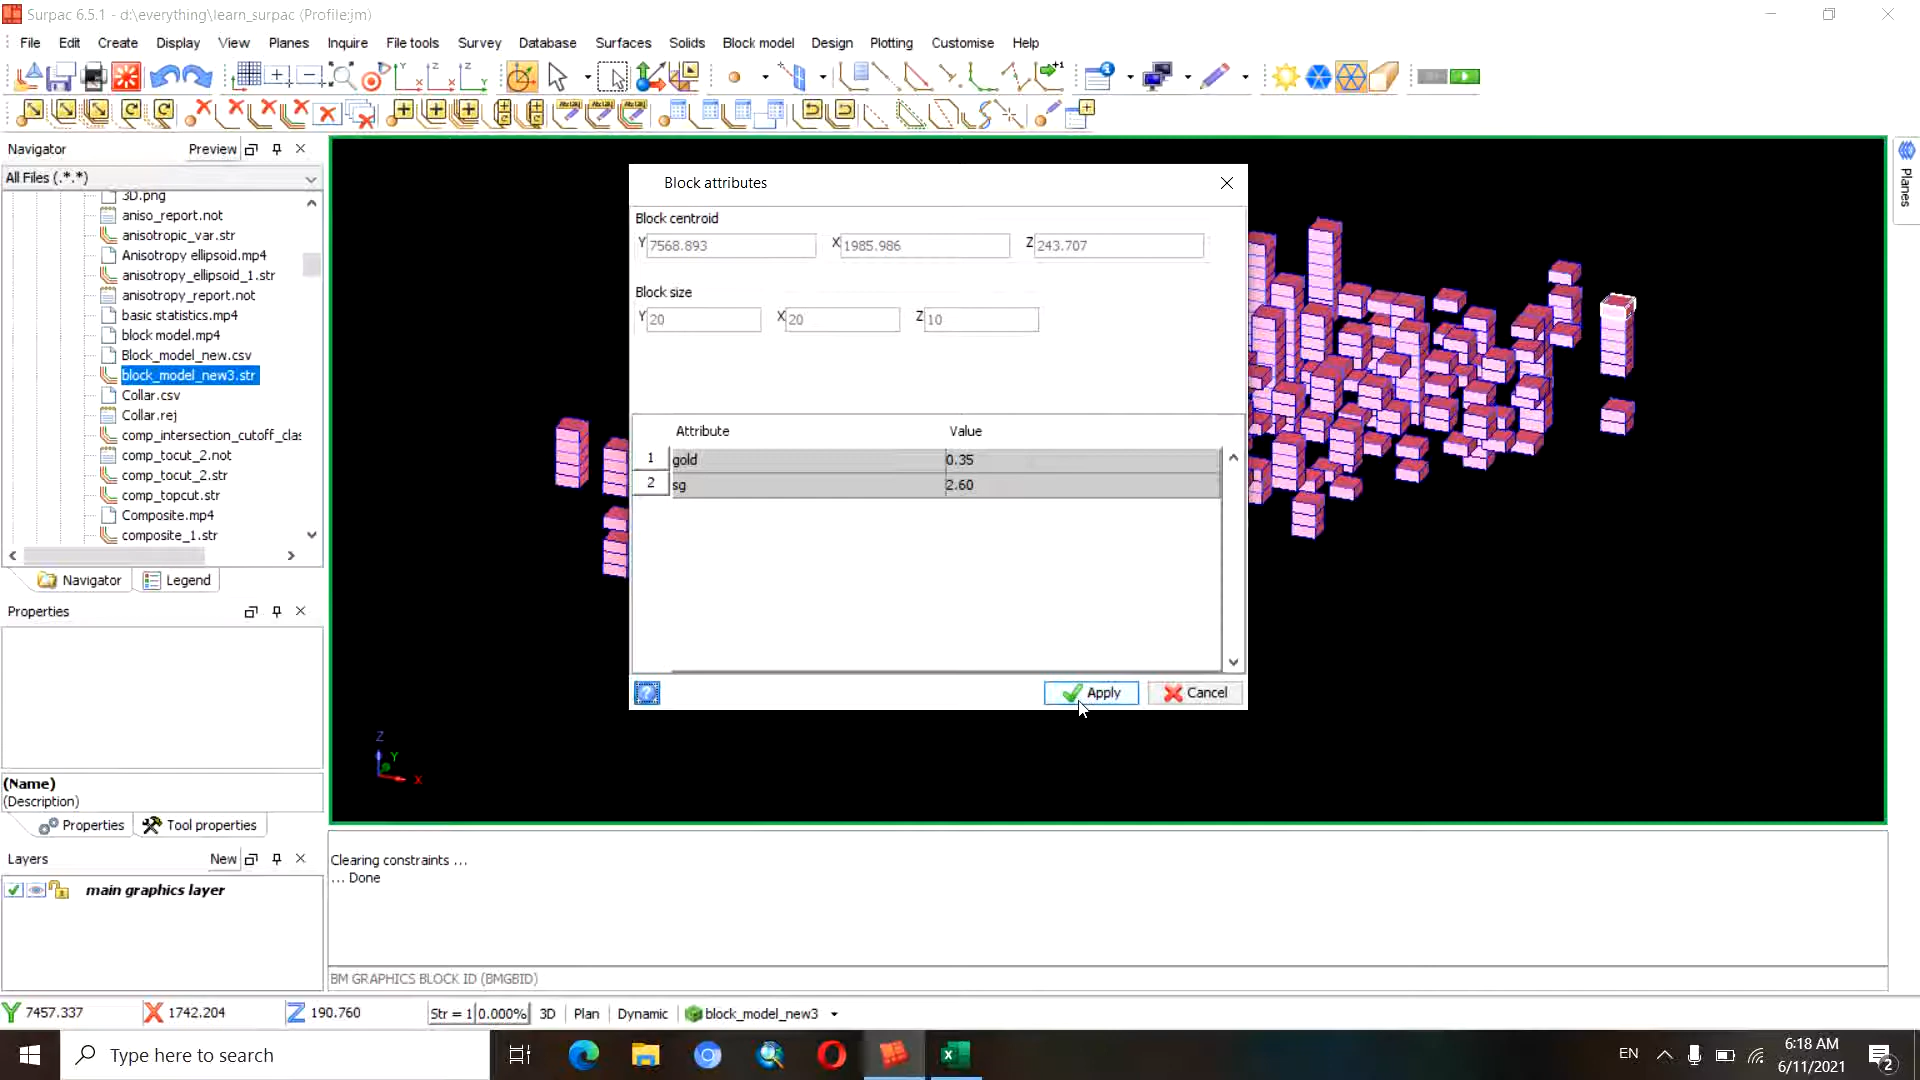 Surpac 6.5.1 - d:\everything\learn_surpac (Profile:jm)
File Edit Create Display View Planes Inquire File tools Survey Database Surfaces Solids Block model Design Plotting Customise Help
Navigator Preview
All Files (.*.*)
3D.png
aniso_report.not
anisotropic_var.str
Anisotropy ellipsoid.mp4
anisotropy_ellipsoid_1.str
anisotropy_report.not
basic statistics.mp4
block model.mp4
Block_model_new.csv
block_model_new3.str
Collar.csv
Collar.rej
comp_intersection_cutoff_clas
comp_tocut_2.not
comp_tocut_2.str
comp_topcut.str
Composite.mp4
composite_1.str
Navigator Legend
Properties
(Name)
(Description)
Properties Tool properties
Layers New
main graphics layer
Block attributes
Block centroid
Y 7568.893 X 1985.986 Z 243.707
Block size
Y 20 X 20 Z 10
Attribute Value
1 gold 0.35
2 sg 2.60
Apply Cancel
Planes
Z
Y
X
Clearing constraints ...
... Done
BM GRAPHICS BLOCK ID (BMGBID)
Y 7457.337 X 1742.204 Z 190.760 Str = 1 0.000% 3D Plan Dynamic block_model_new3
Type here to search
EN
6:18 AM
6/11/2021
2